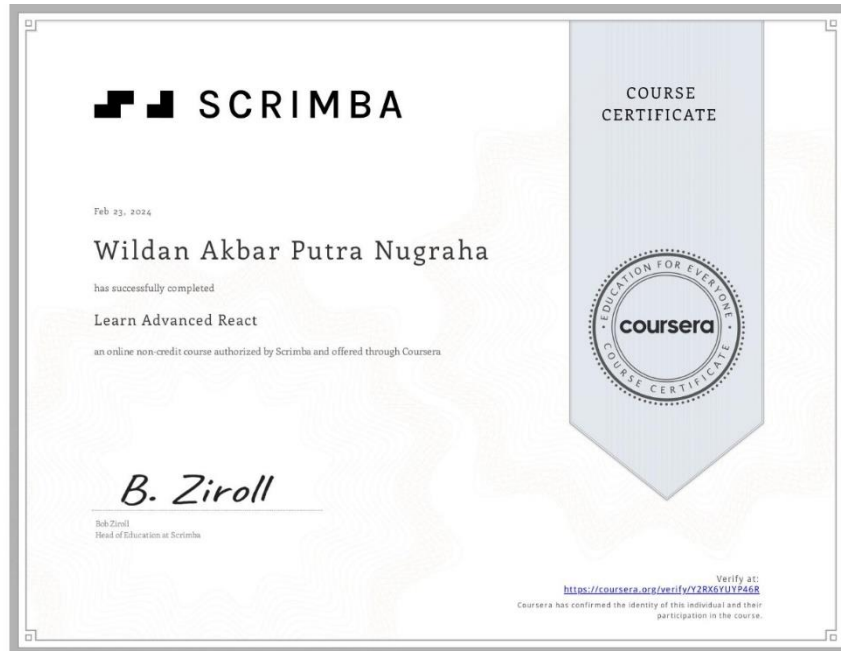 SCRIMBA
COURSE
CERTIFICATE
Feb 23, 2024
Wildan Akbar Putra Nugraha
has successfully completed
Learn Advanced React
an online non-credit course authorized by Scrimba and offered through Coursera
EDUCATION FOR EVERYONE
coursera
COURSE CERTIFICATE
B. Ziroll
Bob Ziroll
Head of Education at Scrimba
Verify at:
https://coursera.org/verify/Y2RX6YUYP46R
Coursera has confirmed the identity of this individual and their
participation in the course.